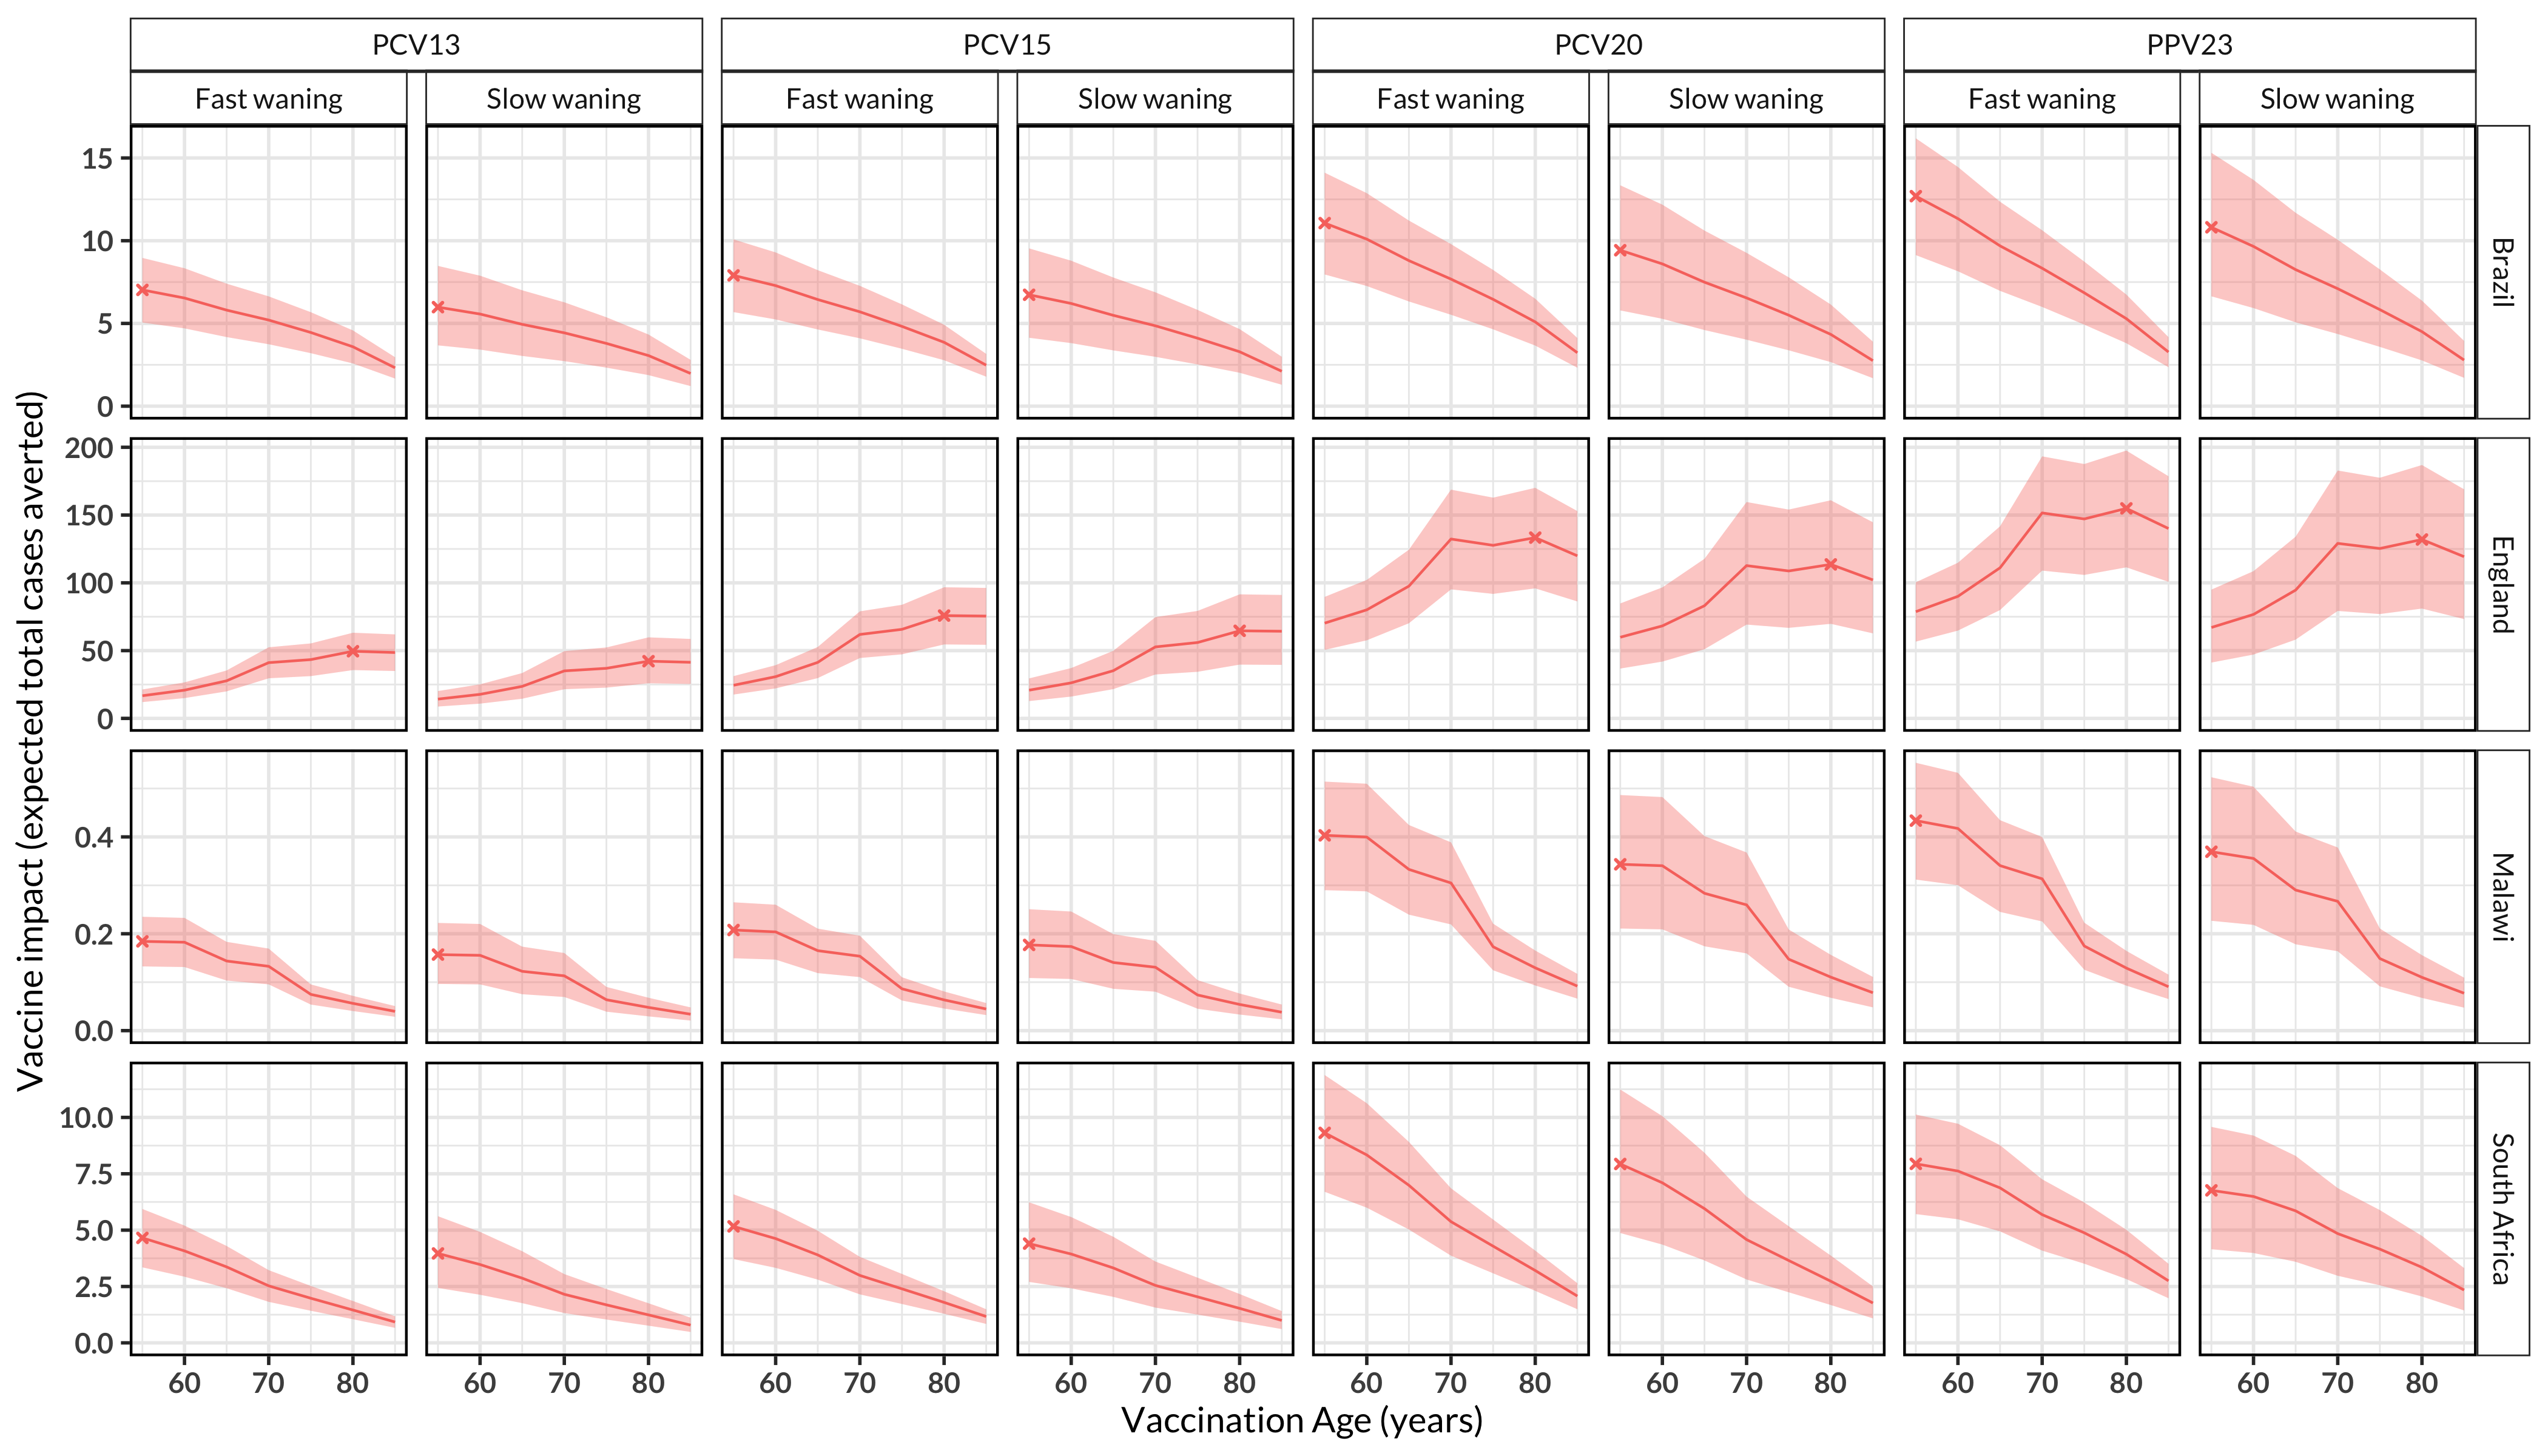 PCV13 PCV15 PCV20 PPV23
Fast waning Slow waning Fast waning Slow waning Fast waning Slow waning Fast waning Slow waning
15
10
5
0
Brazil
200
150
100
50
0
England
0.4
0.2
0.0
Malawi
10.0
7.5
5.0
2.5
0.0
South Africa
60 70 80 60 70 80 60 70 80 60 70 80 60 70 80 60 70 80 60 70 80 60 70 80
Vaccination Age (years)
Vaccine impact (expected total cases averted)